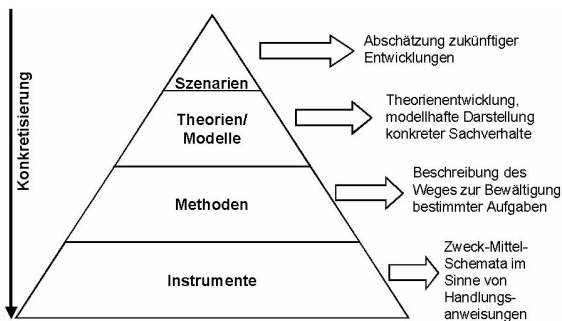 Konkretisierung
Szenarien
Abschätzung zukünftiger
Entwicklungen
Theorien/
Modelle
Theorienentwicklung,
modellhafte Darstellung
konkreter Sachverhalte
Methoden
Beschreibung des
Weges zur Bewältigung
bestimmter Aufgaben
Instrumente
Zweck-Mittel-
Schemata im
Sinne von
Handlungs-
anweisungen